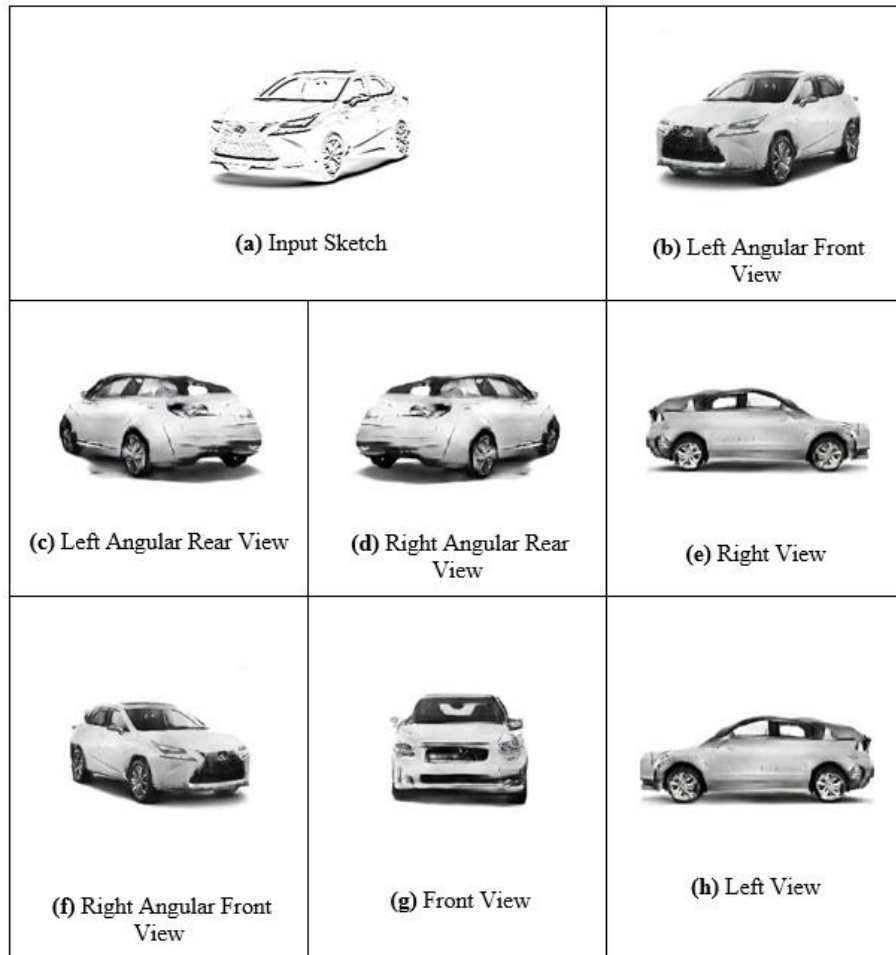 (a) Input Sketch
(b) Left Angular Front
View
(c) Left Angular Rear View
(d) Right Angular Rear
View
(e) Right View
(f) Right Angular Front
View
(g) Front View
(h) Left View